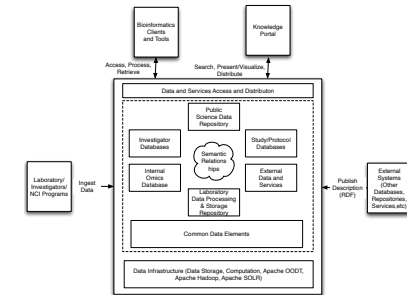 Bioinformatics
Clients
and Tools
Knowledge
Portal
Access, Process,
Retrieve
Search, Present/Visualize,
Distribute
Data and Services Access and Distributon
Public
Science Data
Repository
Investigator
Databases
Study/Protocol
Databases
Semantic
Relations
hips
Internal
Omics
Database
External
Data and
Services
Laboratory
Data Processing
& Storage
Repository
Common Data Elements
Data Infrastructure (Data Storage, Computation, Apache OODT,
Apache Hadoop, Apache SOLR)
Laboratory/
Investigators/
NCI Programs
Ingest
Data
Publish
Description
(RDF)
External
Systems
(Other
Databases,
Repositories,
Services,etc)